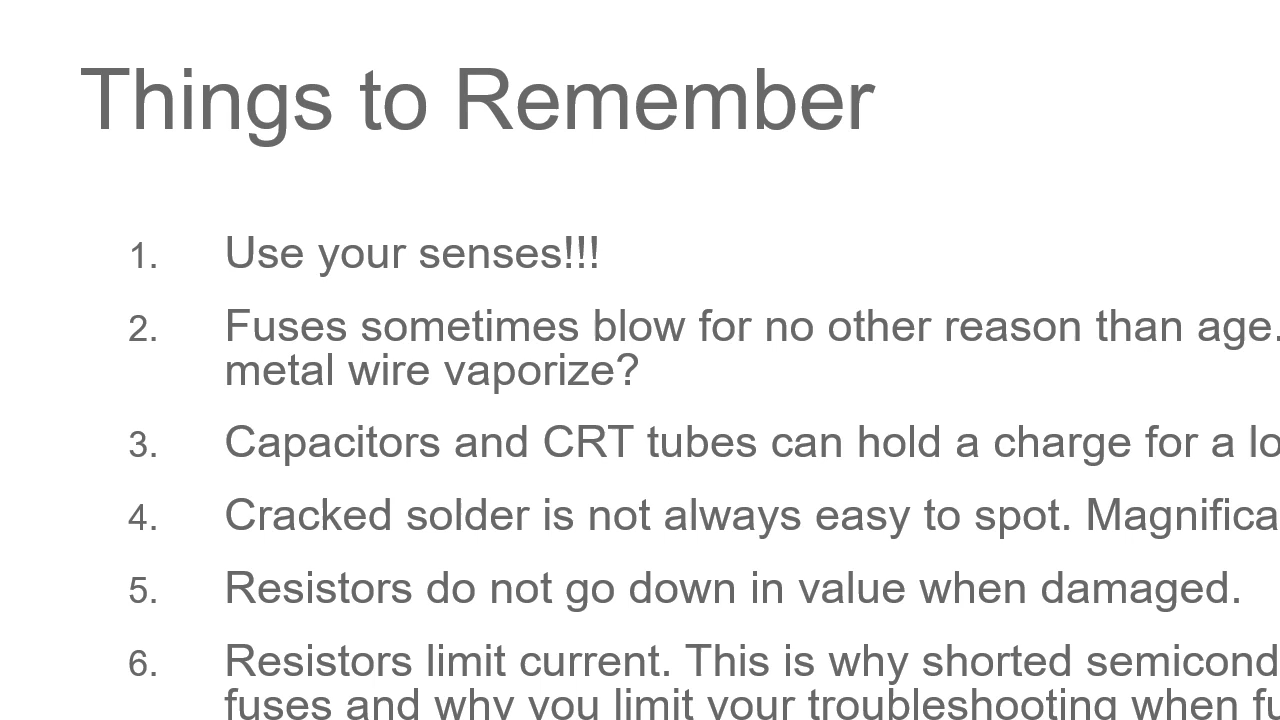 Things to Remember
1. Use your senses!!!
2. Fuses sometimes blow for no other reason than age.
metal wire vaporize?
3. Capacitors and CRT tubes can hold a charge for a
4. Cracked solder is not always easy to spot.
5. Resistors do not go down in value when damaged.
6. Resistors limit current. This is why shorted
fuses and why you limit your troubleshooting when